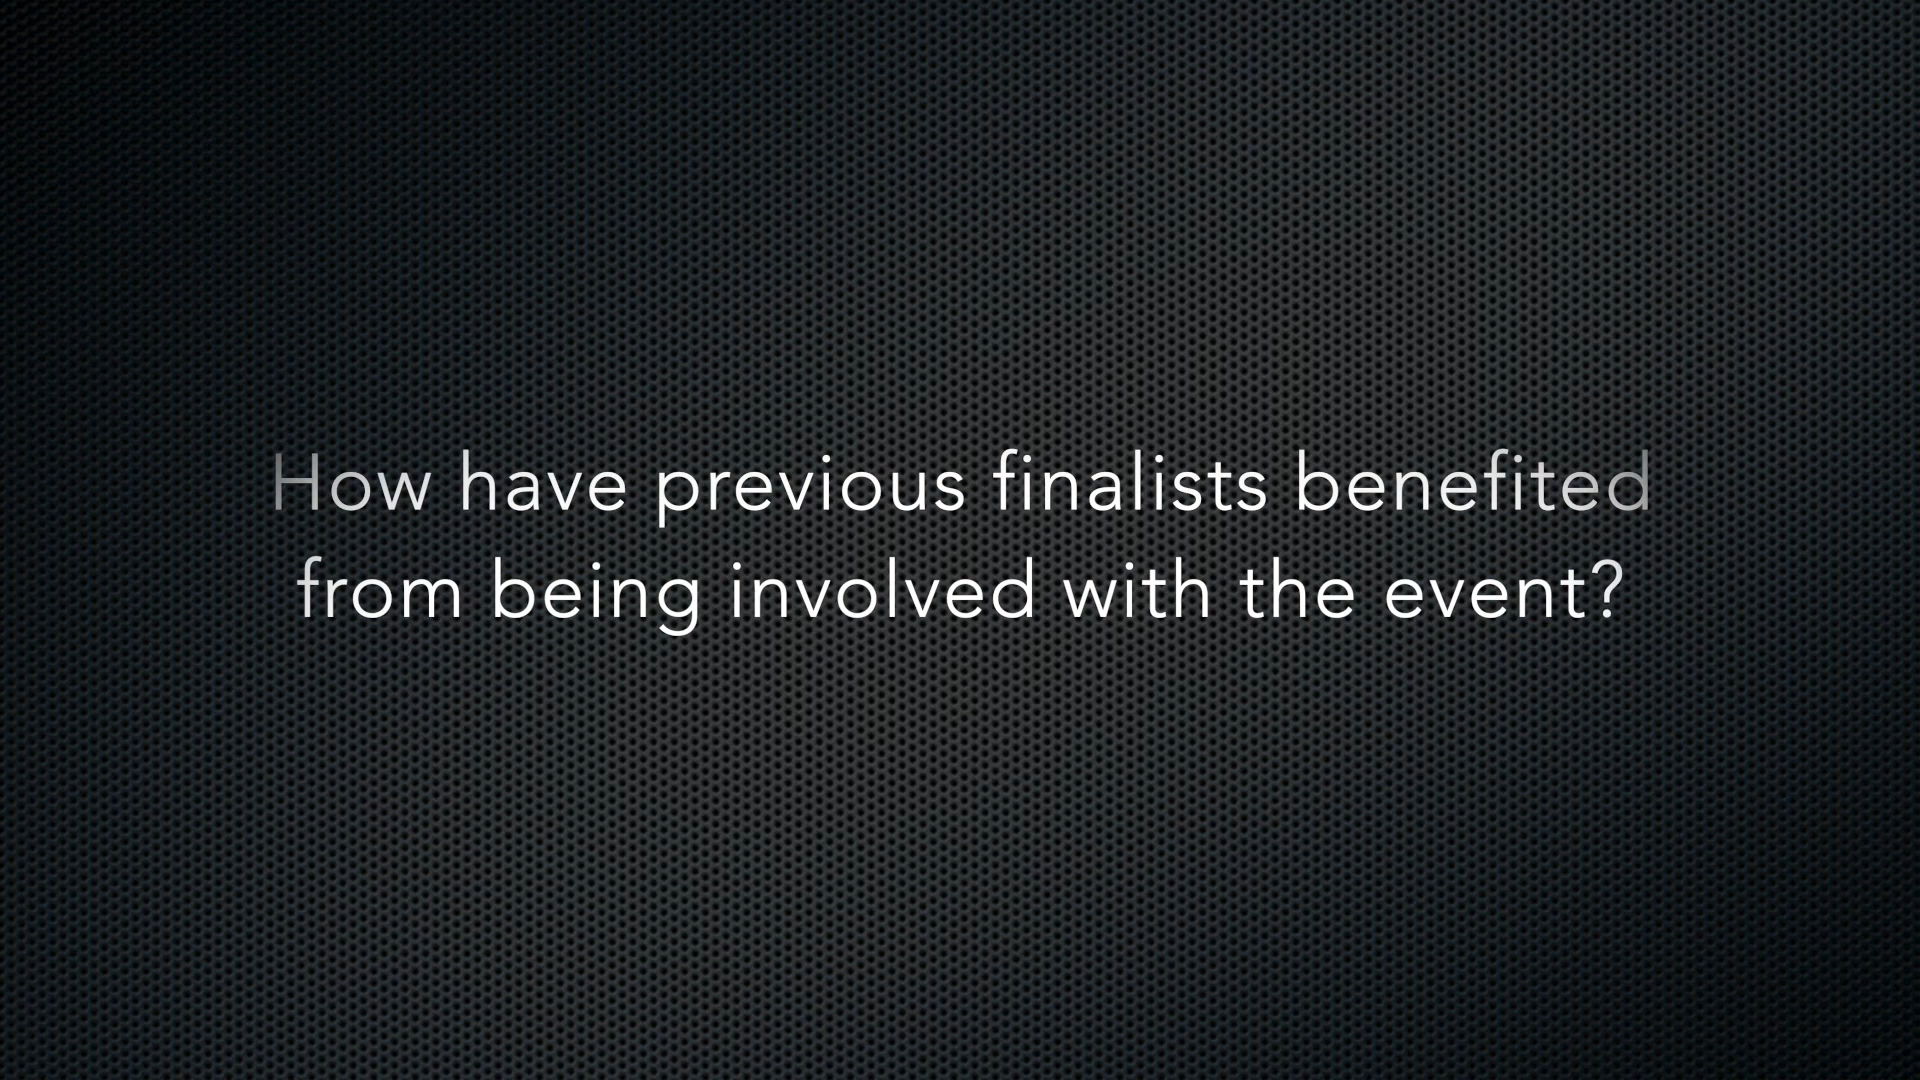 How have previous finalists benefited
from being involved with the event?